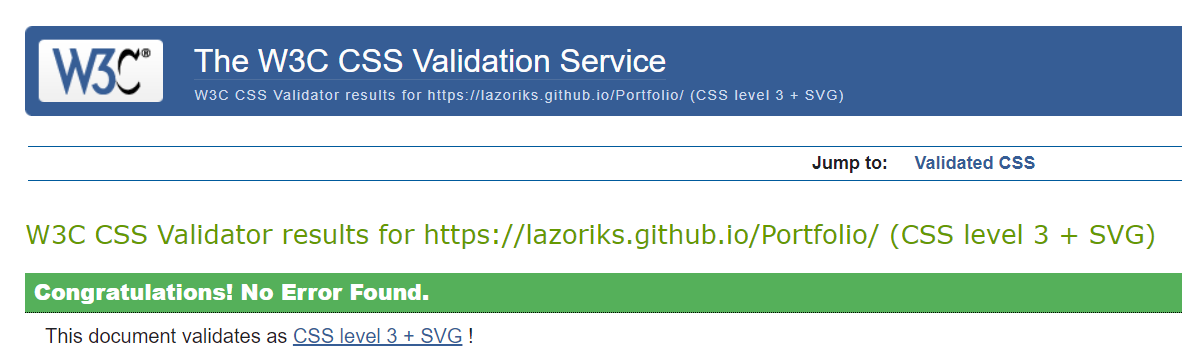 W3C®
The W3C CSS Validation Service
W3C CSS Validator results for https://lazoriks.github.io/Portfolio/ (CSS level 3 + SVG)
Jump to: Validated CSS
W3C CSS Validator results for https://lazoriks.github.io/Portfolio/ (CSS level 3 + SVG)
Congratulations! No Error Found.
This document validates as CSS level 3 + SVG !